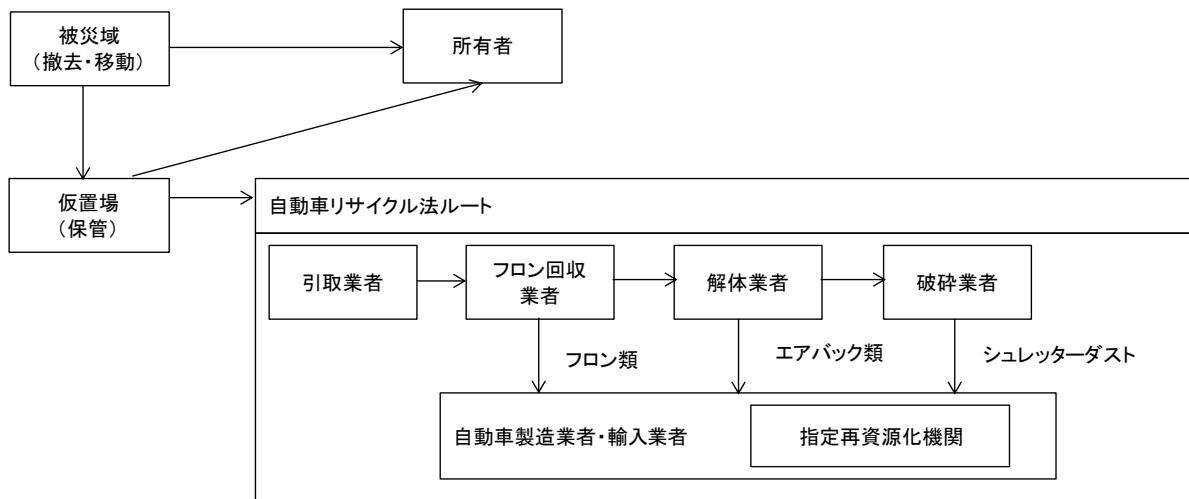 被災域
（撤去・移動）
所有者
仮置場
（保管）
自動車リサイクル法ルート
引取業者
フロン回収
業者
解体業者
破砕業者
フロン類
エアバック類
シュレッターダスト
自動車製造業者・輸入業者
指定再資源化機関